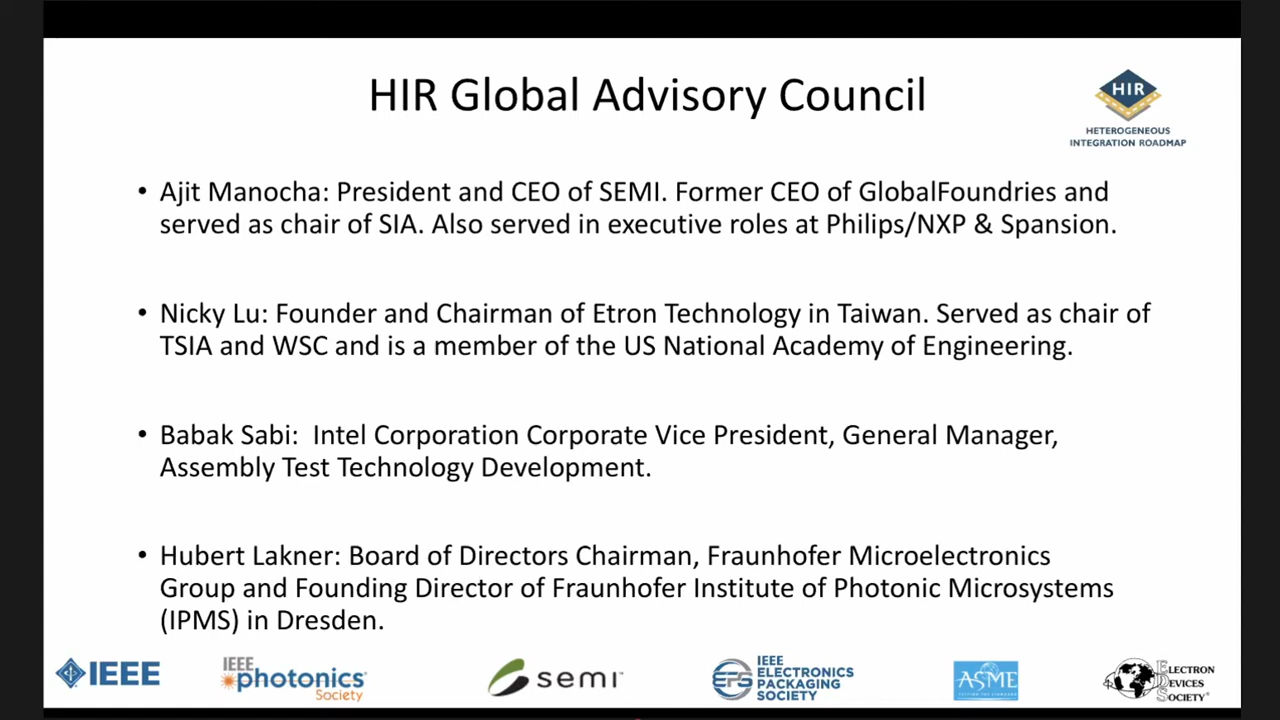 HIR Global Advisory Council
HIR
HETEROGENEOUS
INTEGRATION ROADMAP
• Ajit Manocha: President and CEO of SEMI. Former CEO of GlobalFoundries and
served as chair of SIA. Also served in executive roles at Philips/NXP & Spansion.
• Nicky Lu: Founder and Chairman of Etron Technology in Taiwan. Served as chair of
TSIA and WSC and is a member of the US National Academy of Engineering.
• Babak Sabi:  Intel Corporation Corporate Vice President, General Manager,
Assembly Test Technology Development.
• Hubert Lakner: Board of Directors Chairman, Fraunhofer Microelectronics
Group and Founding Director of Fraunhofer Institute of Photonic Microsystems
(IPMS) in Dresden.
IEEE
IEEE
photonics
Society
semi
EPS
IEEE
ELECTRONICS
PACKAGING
SOCIETY
ASME
SETTING THE STANDARD
ELECTRON
DEVICES
SOCIETY®